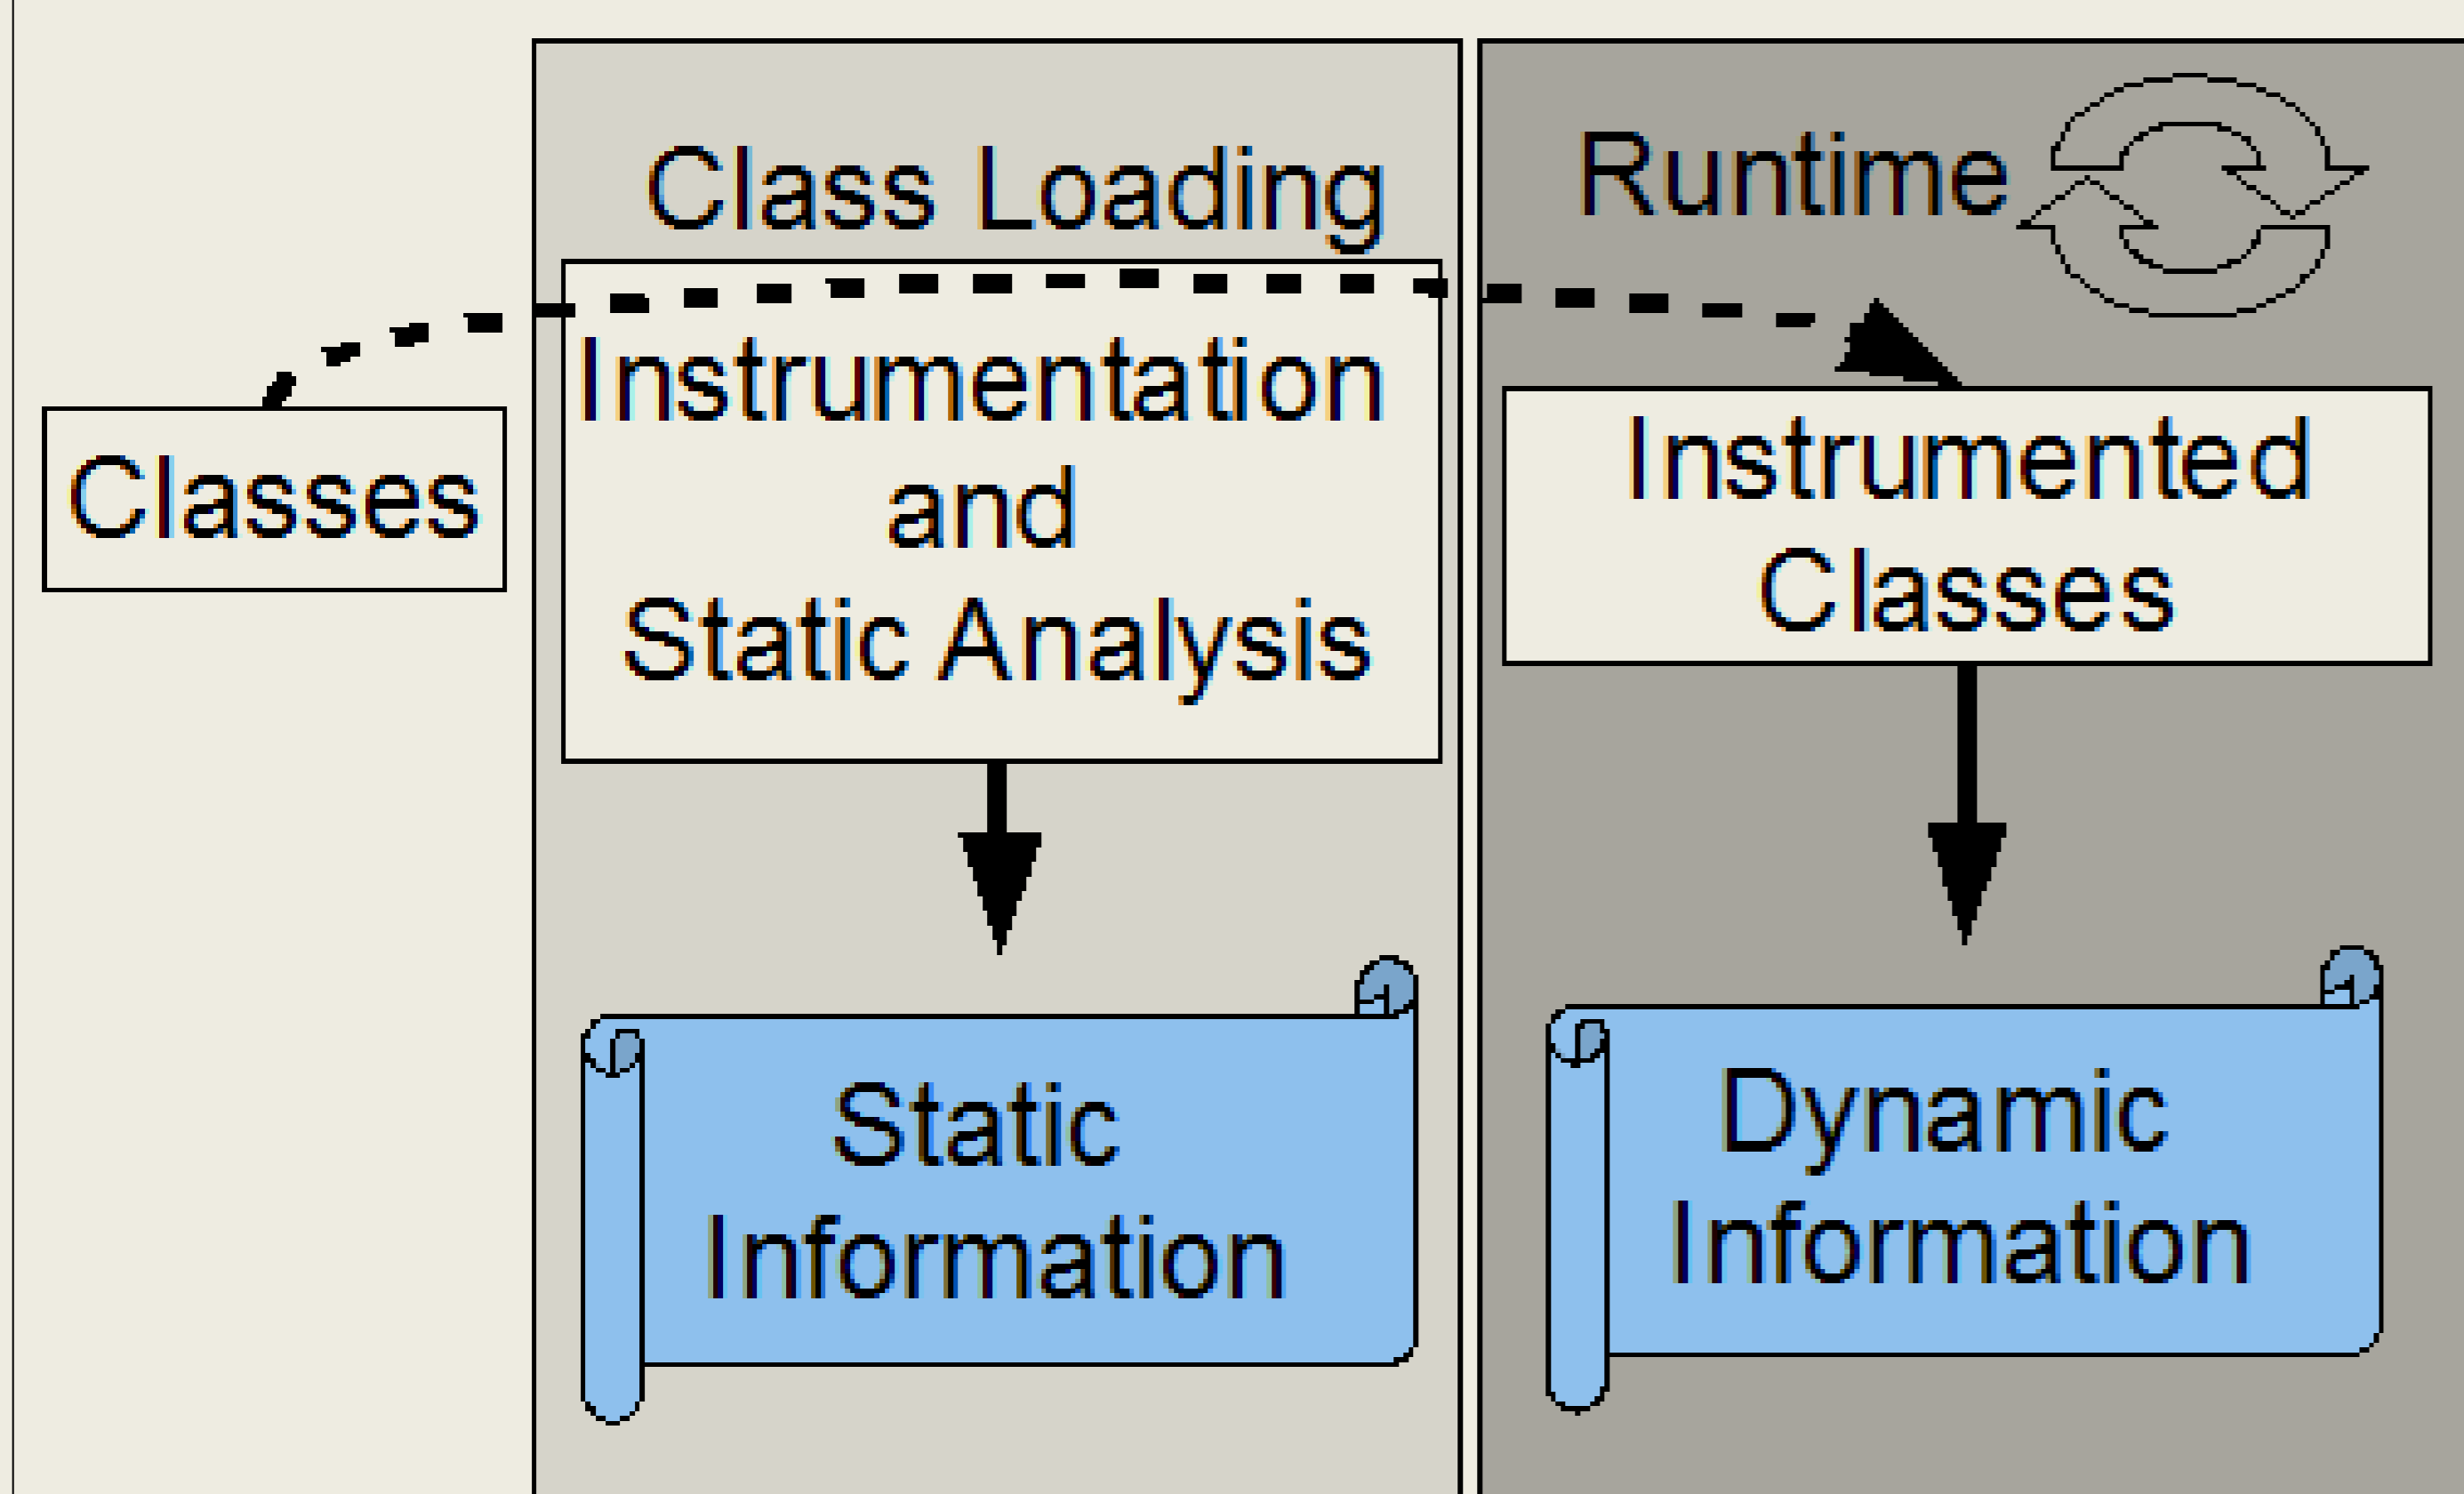 Classes
Class Loading
Instrumentation
and
Static Analysis
Static
Information
Runtime
Instrumented
Classes
Dynamic
Information